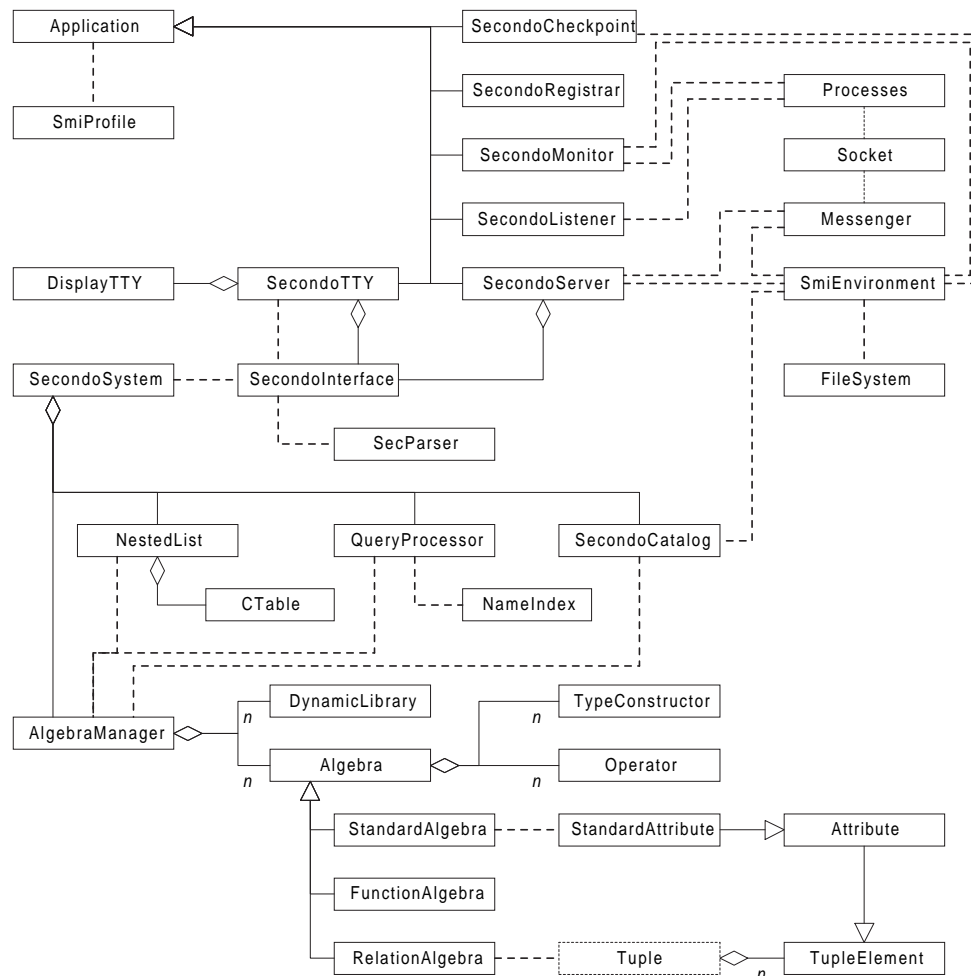 Application
SecondoCheckpoint
SecondoRegistrar
Processes
SmiProfile
SecondoMonitor
Socket
SecondoListener
Messenger
DisplayTTY
SecondoTTY
SecondoServer
SmiEnvironment
SecondoSystem
SecondoInterface
FileSystem
SecParser
NestedList
QueryProcessor
SecondoCatalog
CTable
NameIndex
DynamicLibrary
TypeConstructor
n
n
AlgebraManager
Algebra
Operator
n
n
StandardAlgebra
StandardAttribute
Attribute
FunctionAlgebra
RelationAlgebra
Tuple
TupleElement
n